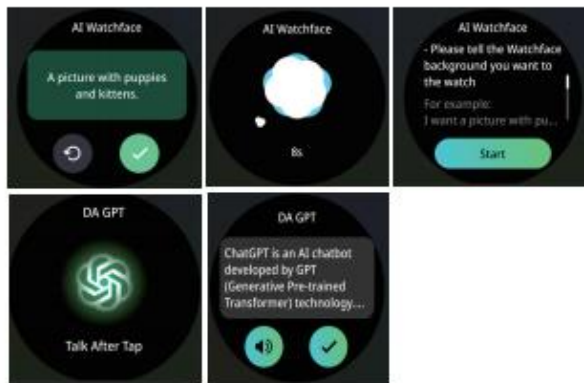 AI Watchface
A picture with puppies
and kittens.
AI Watchface
8s
AI Watchface
- Please tell the Watchface
background you want to
the watch
For example:
I want a picture with pu...
Start
DA GPT
Talk After Tap
DA GPT
ChatGPT is an AI chatbot
developed by GPT
(Generative Pre-trained
Transformer) technology....